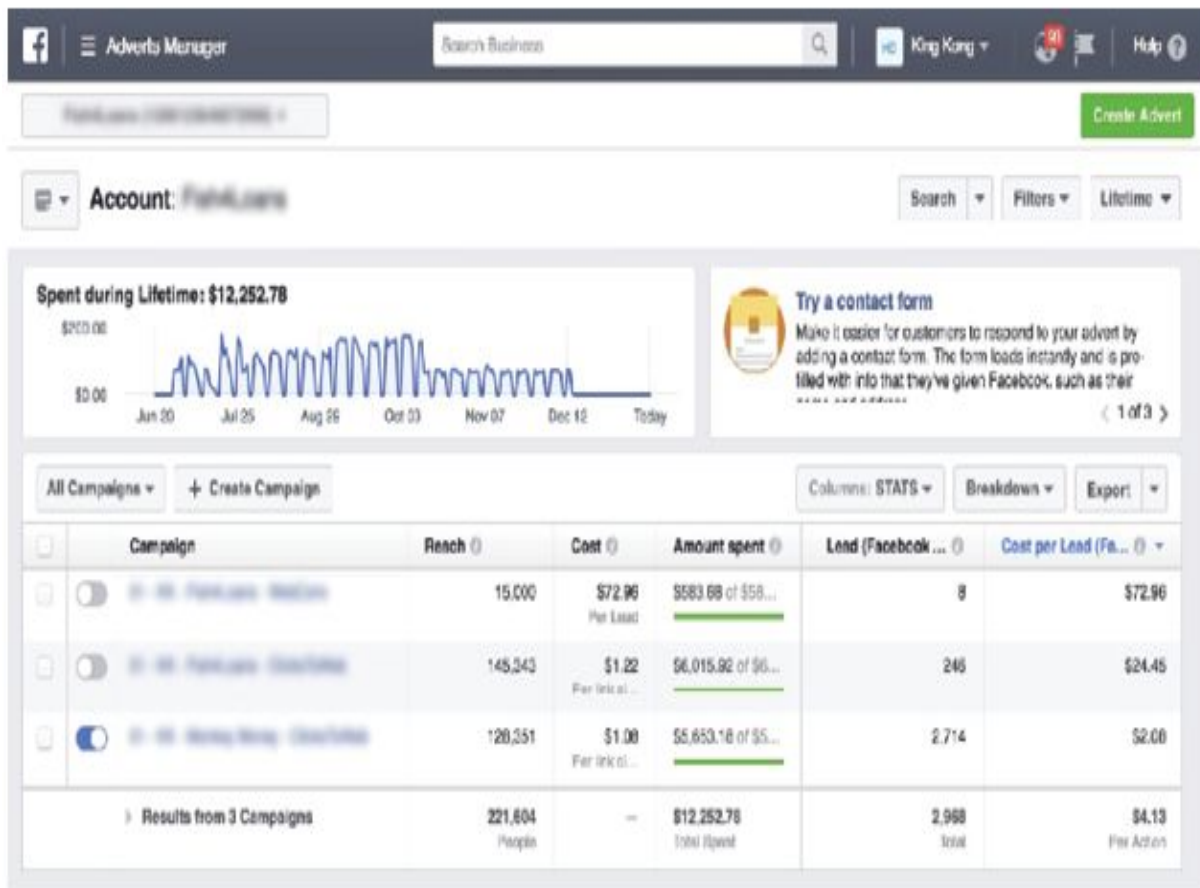 f
Adverts Manager
Search Business
HD King Kong
Help
Create Advert
Account:
Search
Filters
Lifetime
Spent during Lifetime: $12,252.78
$200.00
$0.00
Jun 20 Jul 25 Aug 29 Oct 03 Nov 07 Dec 12 Today
Try a contact form
Make it easier for customers to respond to your advert by
adding a contact form. The form loads instantly and is pre-
filled with info that they've given Facebook, such as their
1 of 3
All Campaigns
+ Create Campaign
Columns: STATS
Breakdown
Export
Campaign Reach Cost Amount spent Lead (Facebook ... Cost per Lead (Fa...
15,000 $72.96 $583.68 of $58... 8 $72.96
Per Lead
145,343 $1.22 $6,015.92 of $6... 246 $24.45
Per link cl...
128,351 $1.08 $5,653.18 of $5... 2,714 $2.08
Per link cl...
Results from 3 Campaigns 221,604 — $12,252.78 2,968 $4.13
People Total Spent Total Per Action